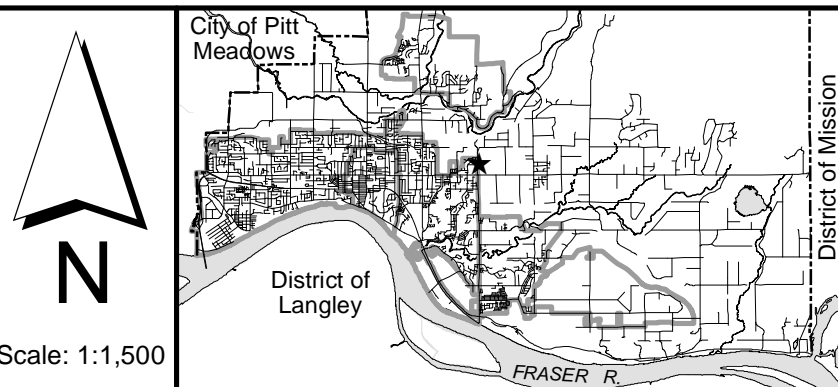 N
Scale: 1:1,500
City of Pitt
Meadows
District of
Langley
FRASER R.
District of Mission